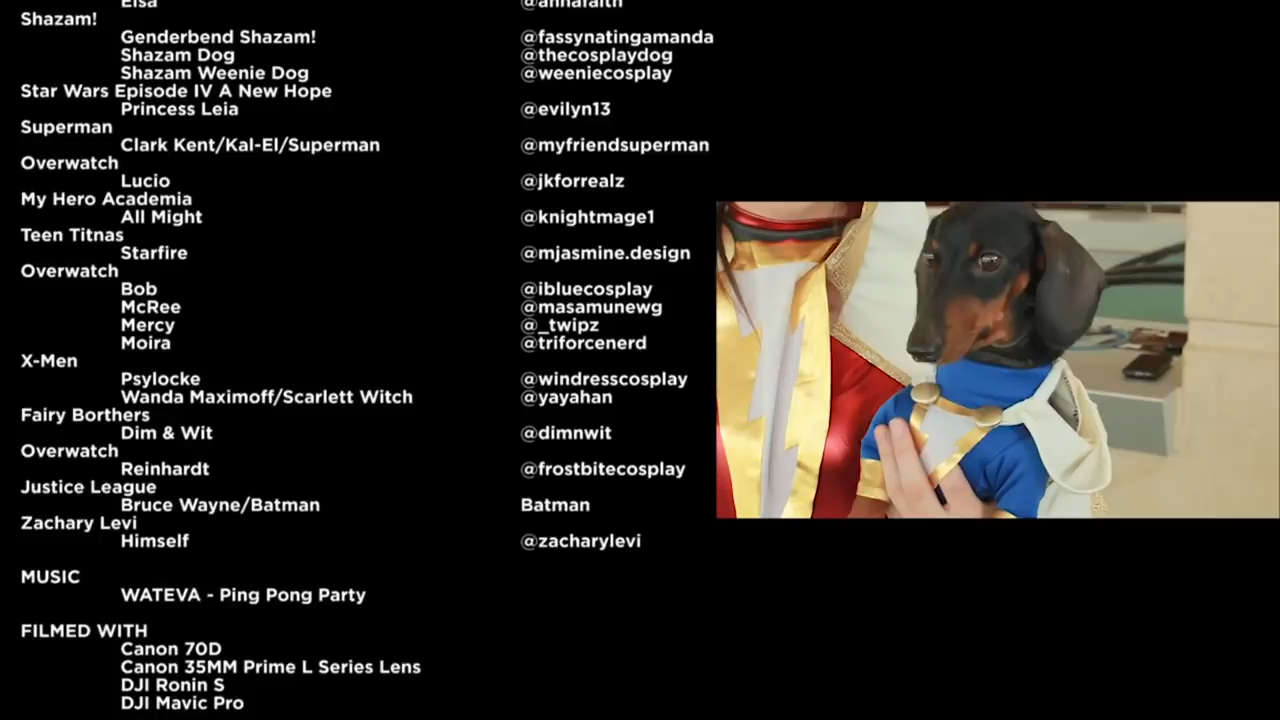 Elsa @annafaith
Shazam!
Genderbend Shazam! @fassynatingamanda
Shazam Dog @thecosplaydog
Shazam Weenie Dog @weeniecosplay
Star Wars Episode IV A New Hope
Princess Leia @evilyn13
Superman
Clark Kent/Kal-El/Superman @myfriendsuperman
Overwatch
Lucio @jkforrealz
My Hero Academia
All Might @knightmage1
Teen Titnas
Starfire @mjasmine.design
Overwatch
Bob @ibluecosplay
McRee @masamunewg
Mercy @_twipz
Moira @triforcenerd
X-Men
Psylocke @windresscosplay
Wanda Maximoff/Scarlett Witch @yayahan
Fairy Borthers
Dim & Wit @dimnwit
Overwatch
Reinhardt @frostbitecosplay
Justice League
Bruce Wayne/Batman Batman
Zachary Levi
Himself @zacharylevi
MUSIC
WATEVA - Ping Pong Party
FILMED WITH
Canon 70D
Canon 35MM Prime L Series Lens
DJI Ronin S
DJI Mavic Pro